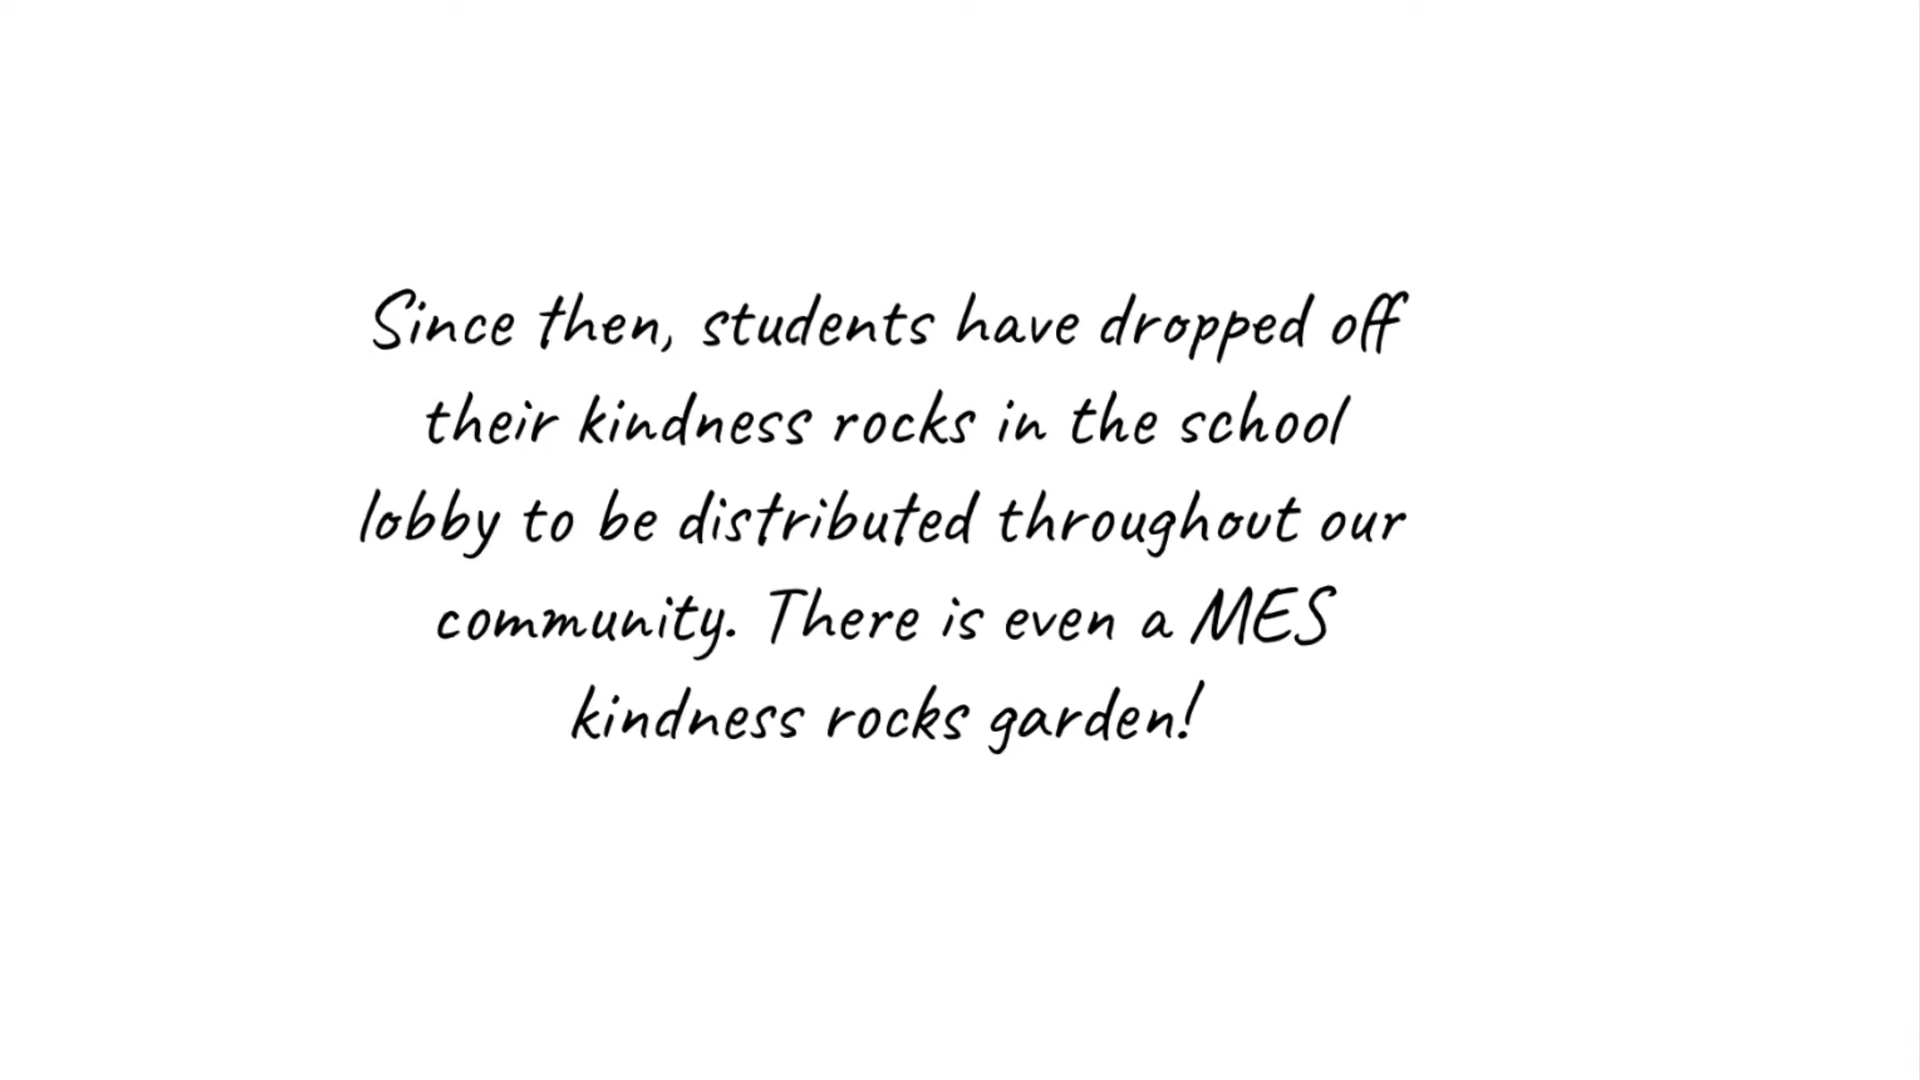 Since then, students have dropped off
their kindness rocks in the school
lobby to be distributed throughout our
community. There is even a MES
kindness rocks garden!